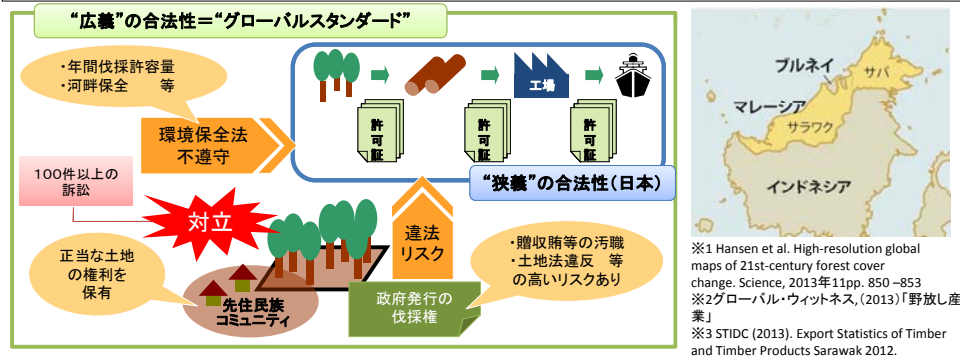 “広義”の合法性=“グローバルスタンダード”
・年間伐採許容量
・河畔保全　等
環境保全法
不遵守
工場
許可証
許可証
許可証
“狭義”の合法性(日本)
100件以上の
訴訟
対立
違法
リスク
・贈収賄等の汚職
・土地法違反　等
の高いリスクあり
正当な土地
の権利を
保有
先住民族
コミュニティ
政府発行の
伐採権
ブルネイ
サバ
マレーシア
サラワク
インドネシア
※1 Hansen et al. High-resolution global
maps of 21st-century forest cover
change. Science, 2013年11pp. 850 –853
※2グローバル・ウィットネス,(2013)「野放し産
業」
※3 STIDC (2013). Export Statistics of Timber
and Timber Products Sarawak 2012.